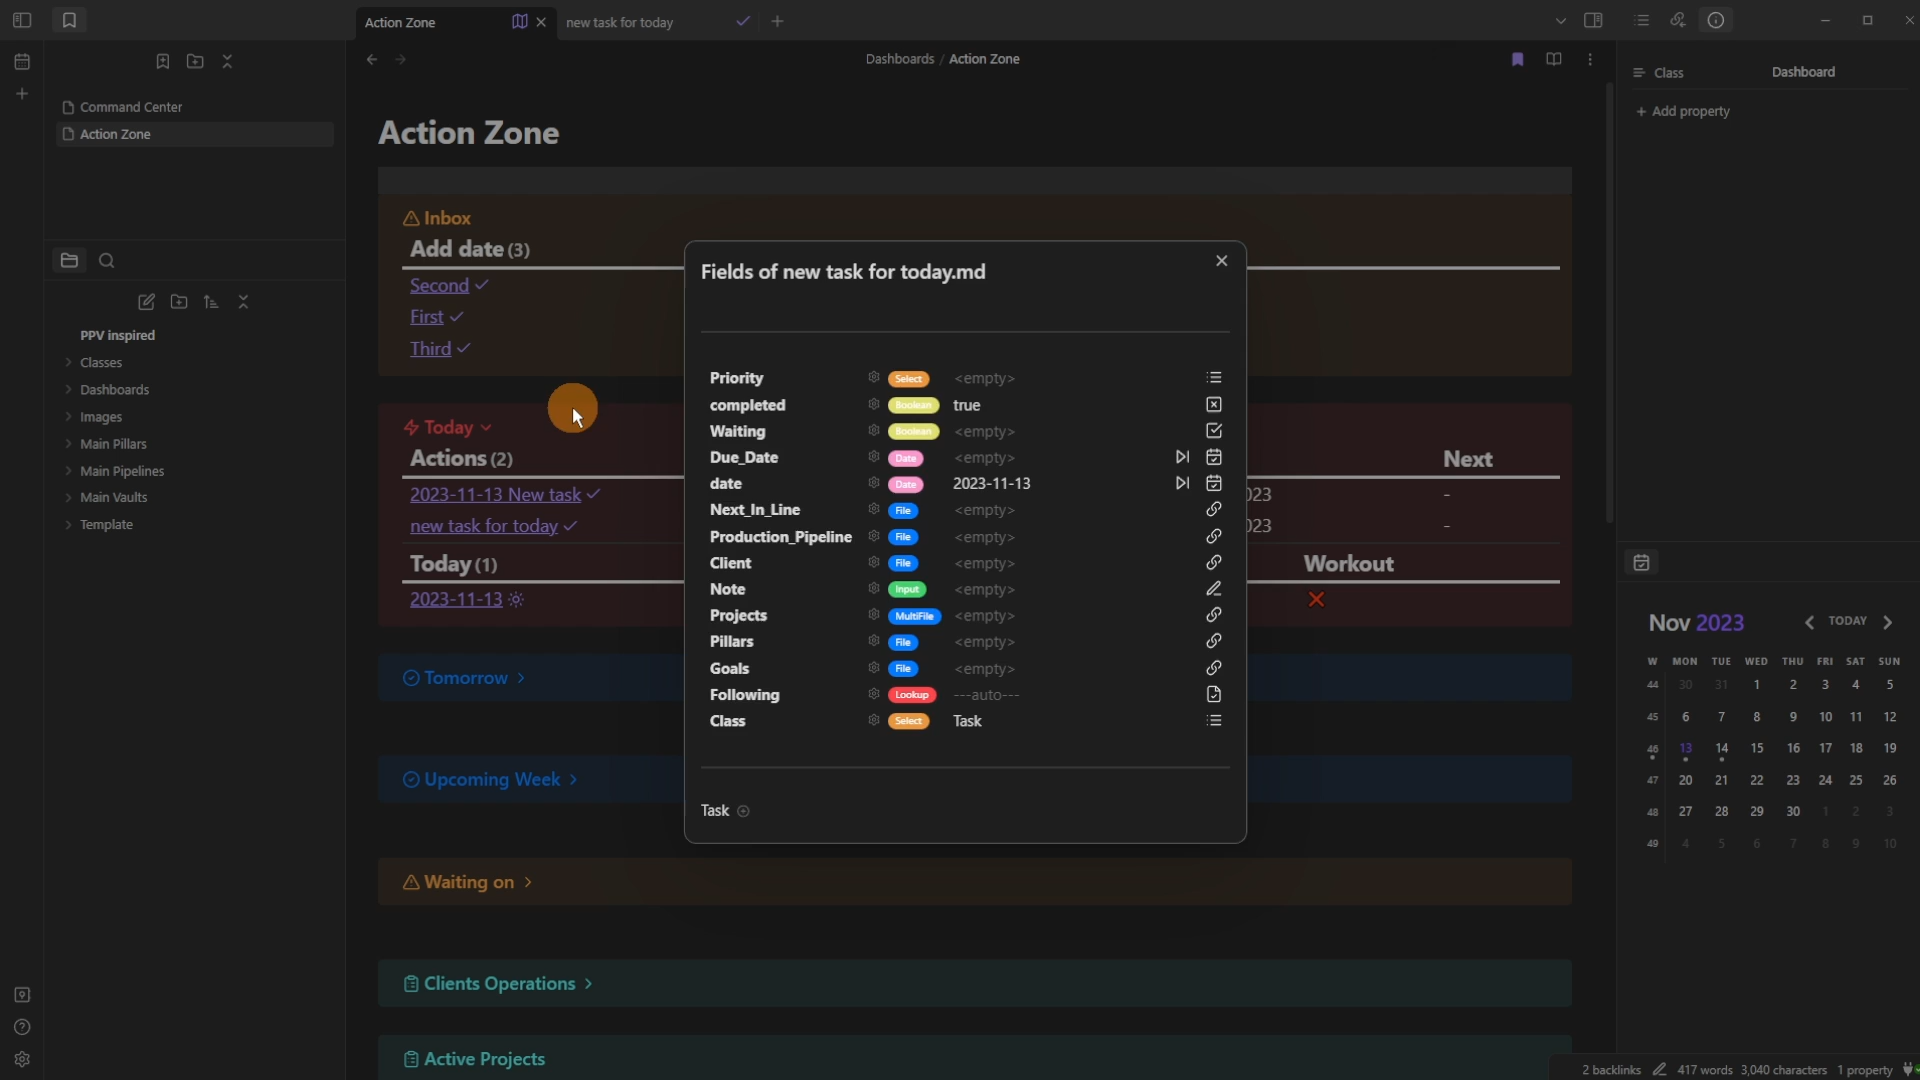 Action Zone
new task for today
Dashboards / Action Zone
Command Center
Action Zone
PPV inspired
Classes
Dashboards
Images
Main Pillars
Main Pipelines
Main Vaults
Template
Action Zone
Inbox
Add date (3)
Second
First
Third
Today
Actions (2)
Next
2023-11-13 New task
023
-
new task for today
023
-
Today (1)
Workout
2023-11-13
Tomorrow
Upcoming Week
Waiting on
Clients Operations
Active Projects
Fields of new task for today.md
Priority Select <empty>
completed Boolean true
Waiting Boolean <empty>
Due_Date Date <empty>
date Date 2023-11-13
Next_In_Line File <empty>
Production_Pipeline File <empty>
Client File <empty>
Note Input <empty>
Projects MultiFile <empty>
Pillars File <empty>
Goals File <empty>
Following Lookup ---auto---
Class Select Task
Task
Class Dashboard
+ Add property
Nov 2023 TODAY
W MON TUE WED THU FRI SAT SUN
44 30 31 1 2 3 4 5
45 6 7 8 9 10 11 12
46 13 14 15 16 17 18 19
47 20 21 22 23 24 25 26
48 27 28 29 30 1 2 3
49 4 5 6 7 8 9 10
2 backlinks 417 words 3,040 characters 1 property